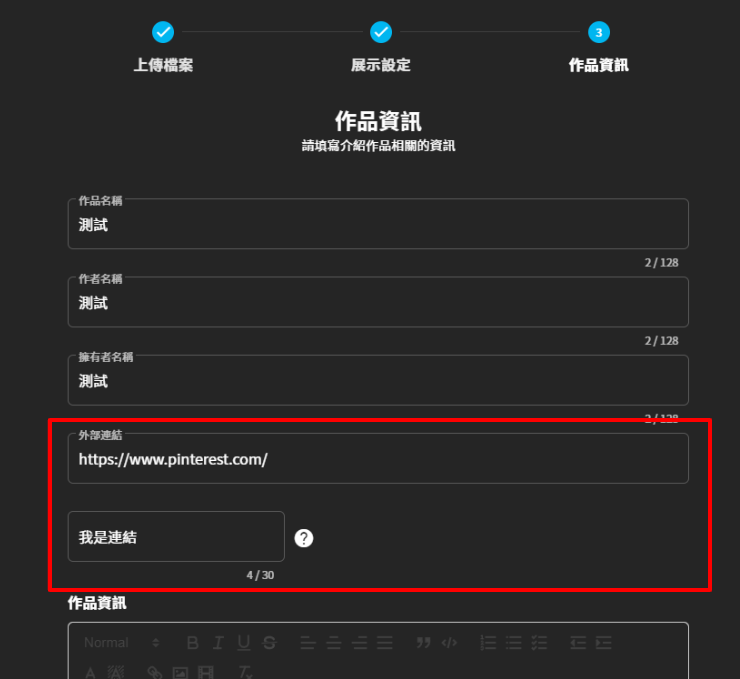 3
上傳檔案
展示設定
作品資訊
作品資訊
請填寫介紹作品相關的資訊
作品名稱
測試
2 / 128
作者名稱
測試
2 / 128
擁有者名稱
測試
2 / 128
外部連結
https://www.pinterest.com/
我是連結
?
4 / 30
作品資訊
Normal B I U S
A